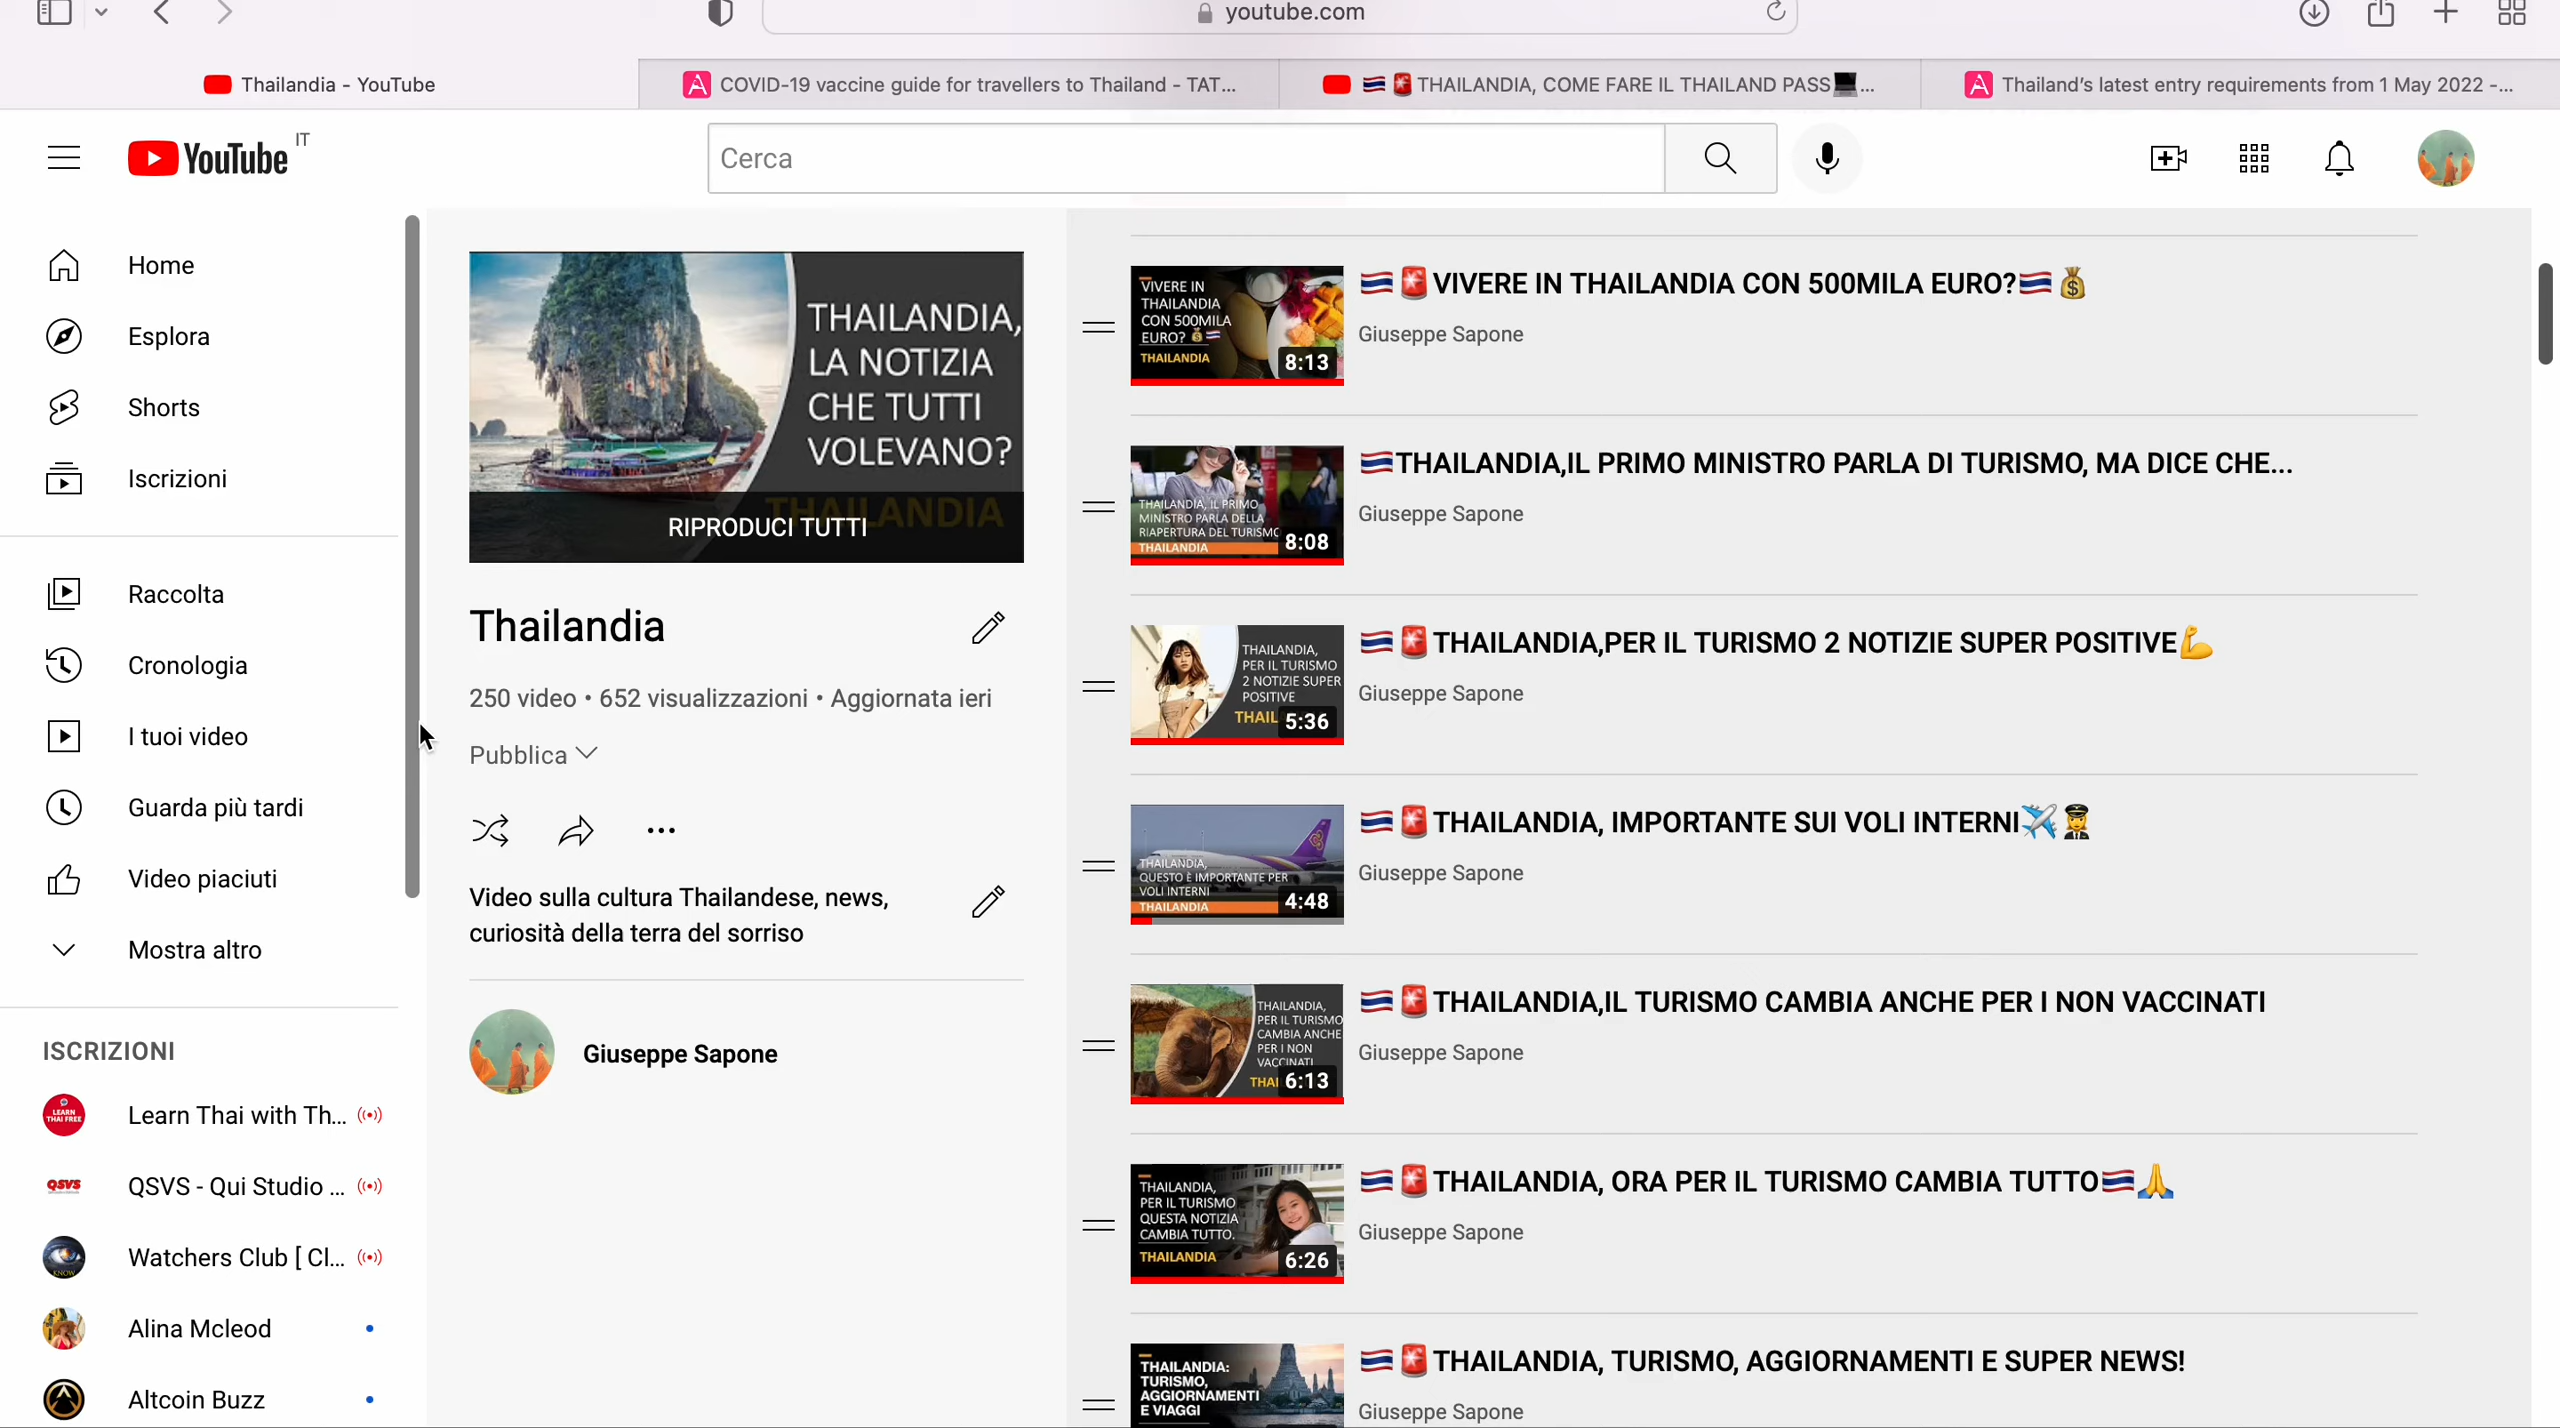 youtube.com
Thailandia - YouTube
COVID-19 vaccine guide for travellers to Thailand - TAT...
🇹🇭🚨THAILANDIA, COME FARE IL THAILAND PASS💻...
Thailand's latest entry requirements from 1 May 2022 -...
YouTube IT
Cerca
Home
Esplora
Shorts
Iscrizioni
Raccolta
Cronologia
I tuoi video
Guarda più tardi
Video piaciuti
Mostra altro
ISCRIZIONI
LEARN
THAI FREE
Learn Thai with Th...
QSVS
QSVS - Qui Studio ...
KNOW
Watchers Club [ Cl...
Alina Mcleod
Altcoin Buzz
THAILANDIA,
LA NOTIZIA
CHE TUTTI
VOLEVANO?
THAILANDIA
RIPRODUCI TUTTI
Thailandia
250 video • 652 visualizzazioni • Aggiornata ieri
Pubblica
Video sulla cultura Thailandese, news,
curiosità della terra del sorriso
Giuseppe Sapone
VIVERE IN
THAILANDIA
CON 500MILA
EURO? 💰🇹🇭
THAILANDIA
8:13
🇹🇭🚨VIVERE IN THAILANDIA CON 500MILA EURO?🇹🇭💰
Giuseppe Sapone
THAILANDIA, IL PRIMO
MINISTRO PARLA DELLA
RIAPERTURA DEL TURISMO
THAILANDIA
8:08
🇹🇭THAILANDIA,IL PRIMO MINISTRO PARLA DI TURISMO, MA DICE CHE...
Giuseppe Sapone
THAILANDIA,
PER IL TURISMO
2 NOTIZIE SUPER
POSITIVE
THAIL
5:36
🇹🇭🚨THAILANDIA,PER IL TURISMO 2 NOTIZIE SUPER POSITIVE💪
Giuseppe Sapone
THAILANDIA,
QUESTO È IMPORTANTE PER
VOLI INTERNI
THAILANDIA
4:48
🇹🇭🚨THAILANDIA, IMPORTANTE SUI VOLI INTERNI✈️👩‍✈️
Giuseppe Sapone
THAILANDIA,
PER IL TURISMO
CAMBIA ANCHE
PER I NON
VACCINATI
THAI
6:13
🇹🇭🚨THAILANDIA,IL TURISMO CAMBIA ANCHE PER I NON VACCINATI
Giuseppe Sapone
THAILANDIA,
PER IL TURISMO
QUESTA NOTIZIA
CAMBIA TUTTO.
THAILANDIA
6:26
🇹🇭🚨THAILANDIA, ORA PER IL TURISMO CAMBIA TUTTO🇹🇭🙏
Giuseppe Sapone
THAILANDIA:
TURISMO,
AGGIORNAMENTI
E VIAGGI
🇹🇭🚨THAILANDIA, TURISMO, AGGIORNAMENTI E SUPER NEWS!
Giuseppe Sapone